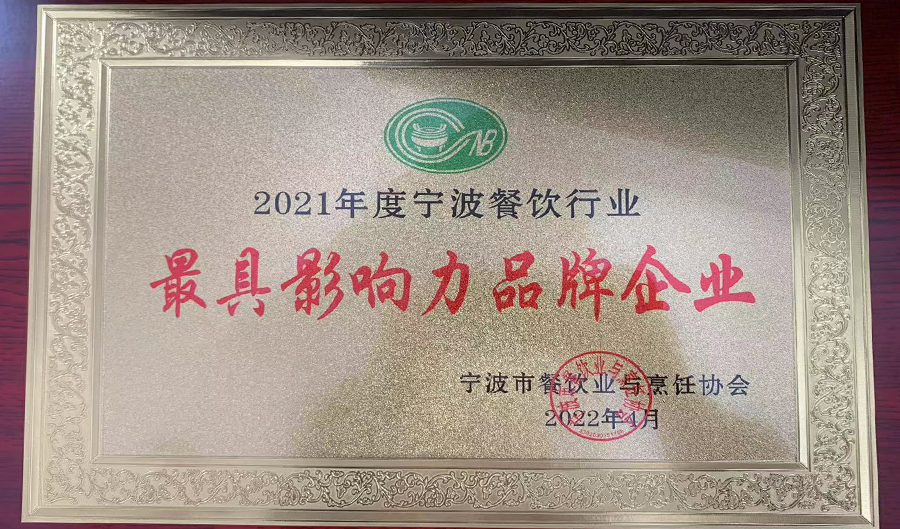 NB
2021年度宁波餐饮行业
最具影响力品牌企业
宁波市餐饮业与烹饪协会
2022年4月